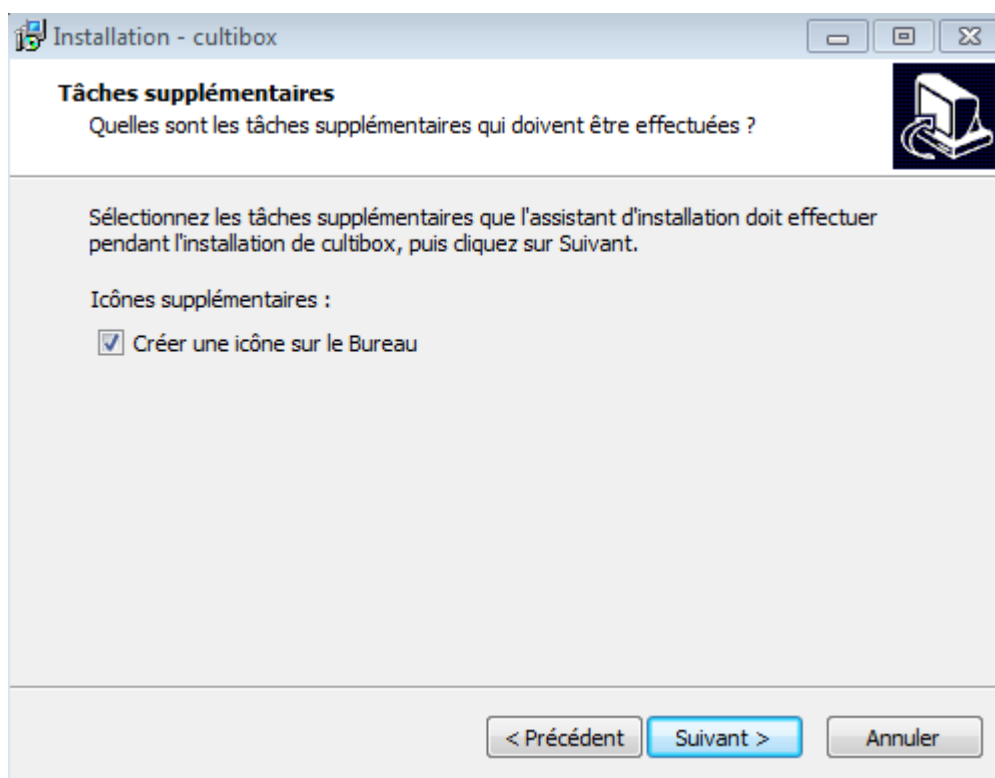 Installation - cultibox
Tâches supplémentaires
Quelles sont les tâches supplémentaires qui doivent être effectuées ?
Sélectionnez les tâches supplémentaires que l'assistant d'installation doit effectuer
pendant l'installation de cultibox, puis cliquez sur Suivant.
Icônes supplémentaires :
Créer une icône sur le Bureau
< Précédent Suivant > Annuler